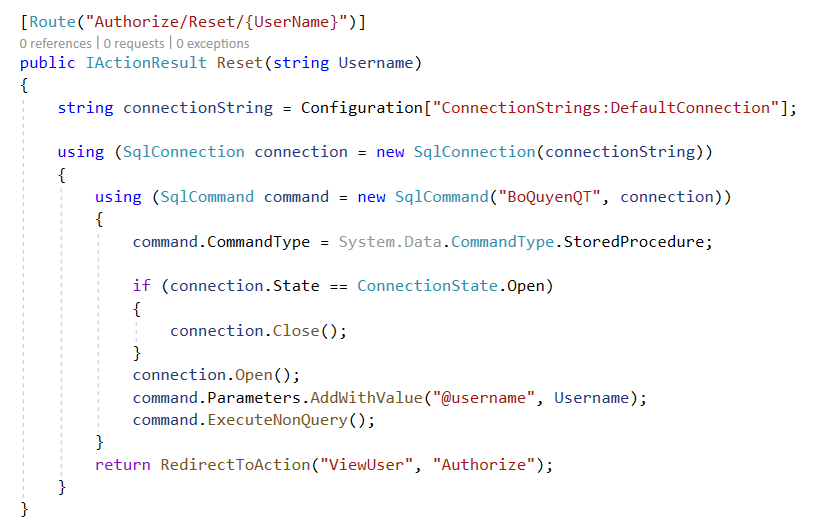 [Route("Authorize/Reset/{UserName}")]
0 references | 0 requests | 0 exceptions
public IActionResult Reset(string Username)
{
    string connectionString = Configuration["ConnectionStrings:DefaultConnection"];
    using (SqlConnection connection = new SqlConnection(connectionString))
    {
        using (SqlCommand command = new SqlCommand("BoQuyenQT", connection))
        {
            command.CommandType = System.Data.CommandType.StoredProcedure;
            if (connection.State == ConnectionState.Open)
            {
                connection.Close();
            }
            connection.Open();
            command.Parameters.AddWithValue("@username", Username);
            command.ExecuteNonQuery();
        }
        return RedirectToAction("ViewUser", "Authorize");
    }
}